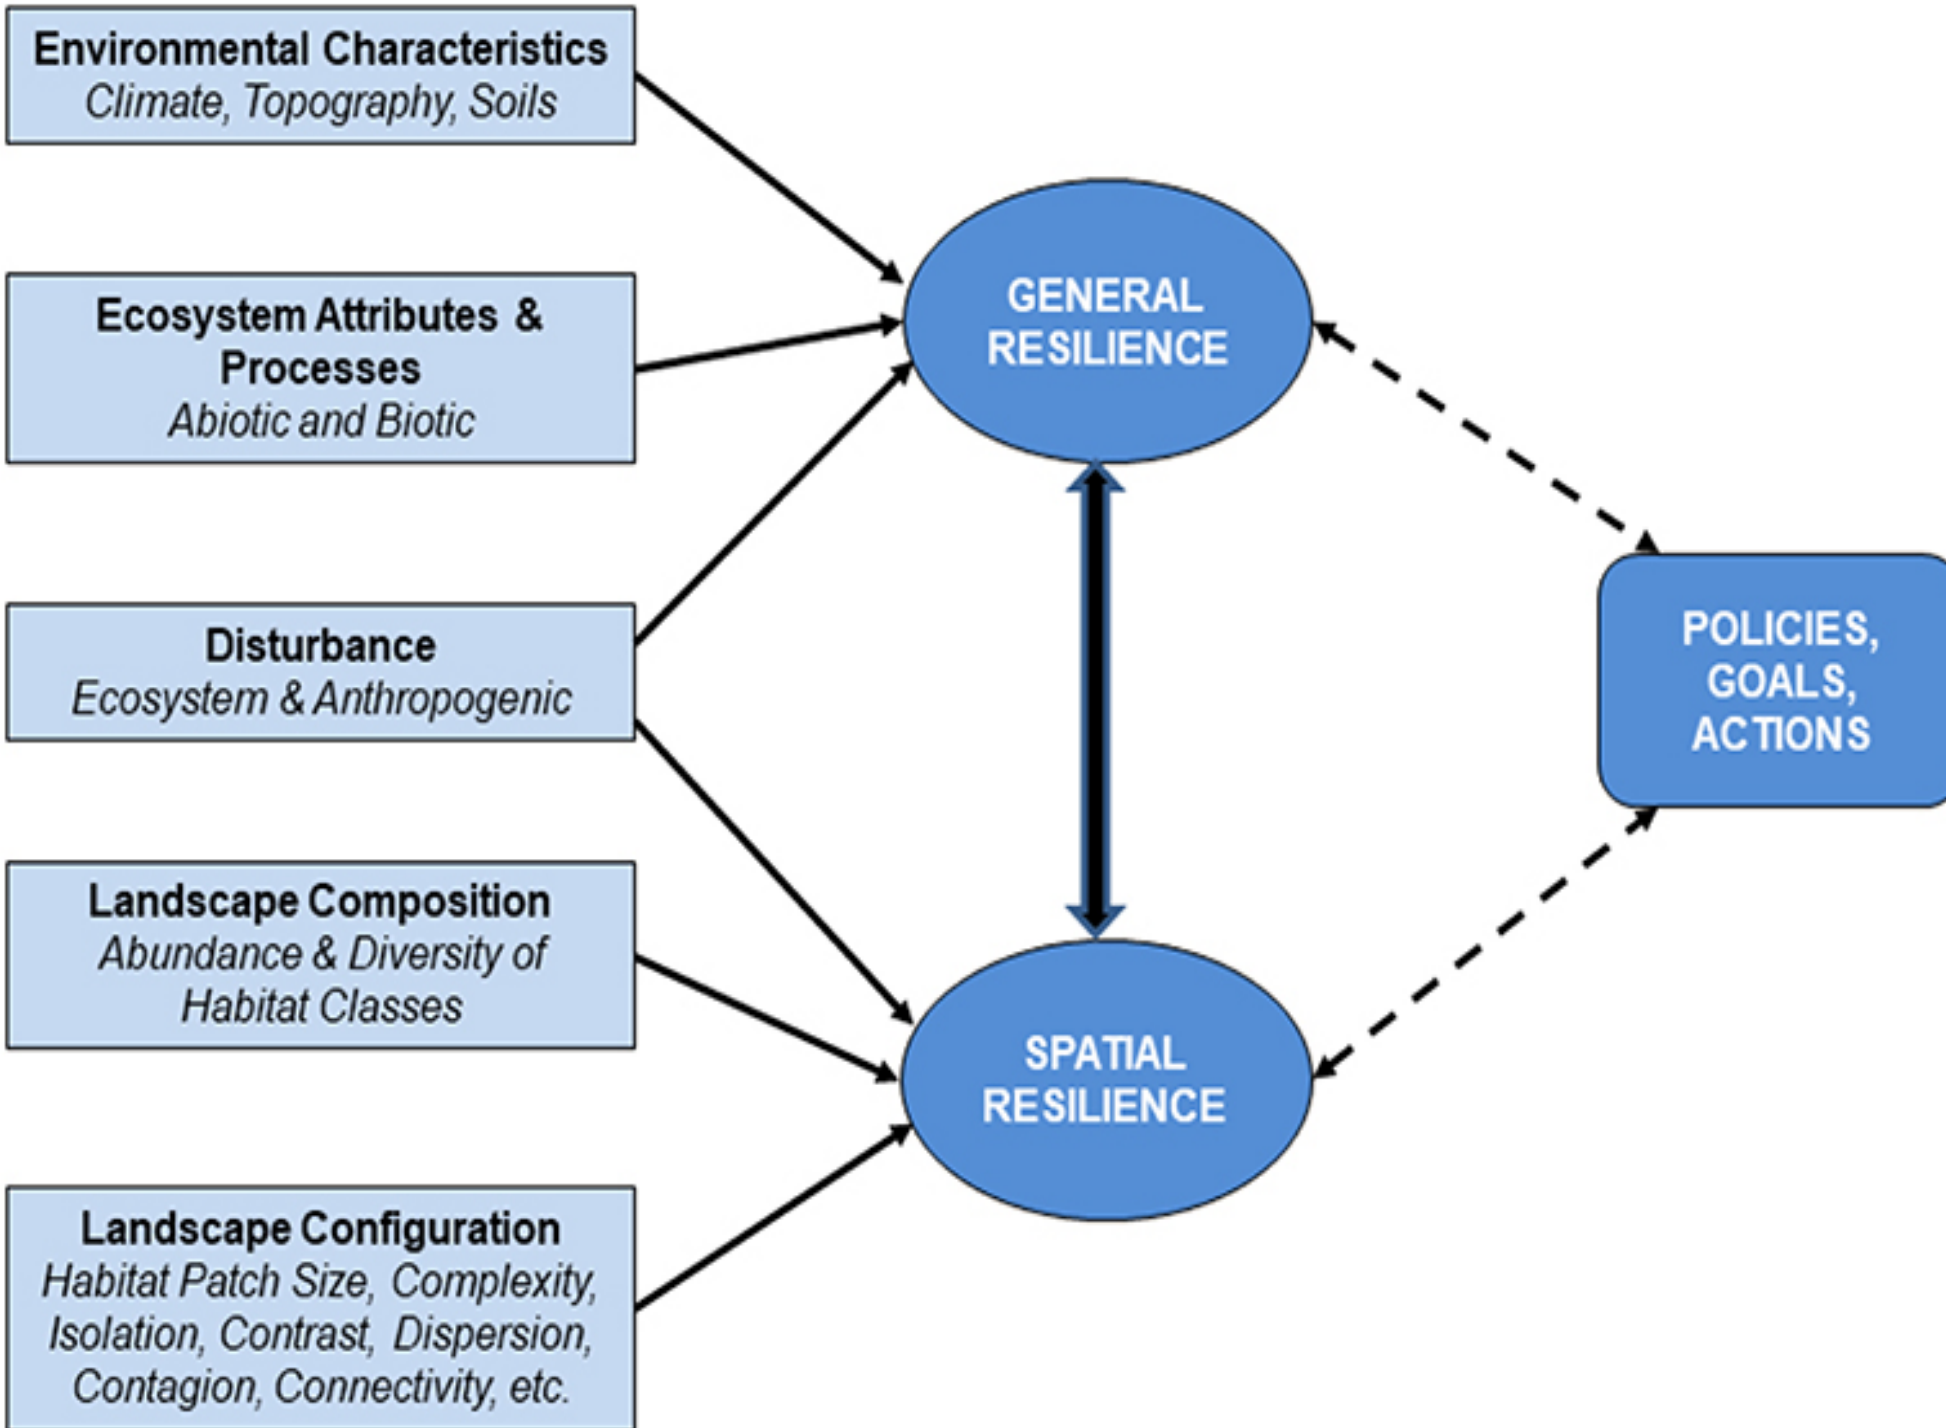 Environmental Characteristics
Climate, Topography, Soils
Ecosystem Attributes &
Processes
Abiotic and Biotic
Disturbance
Ecosystem & Anthropogenic
Landscape Composition
Abundance & Diversity of
Habitat Classes
Landscape Configuration
Habitat Patch Size, Complexity,
Isolation, Contrast, Dispersion,
Contagion, Connectivity, etc.
GENERAL
RESILIENCE
SPATIAL
RESILIENCE
POLICIES,
GOALS,
ACTIONS